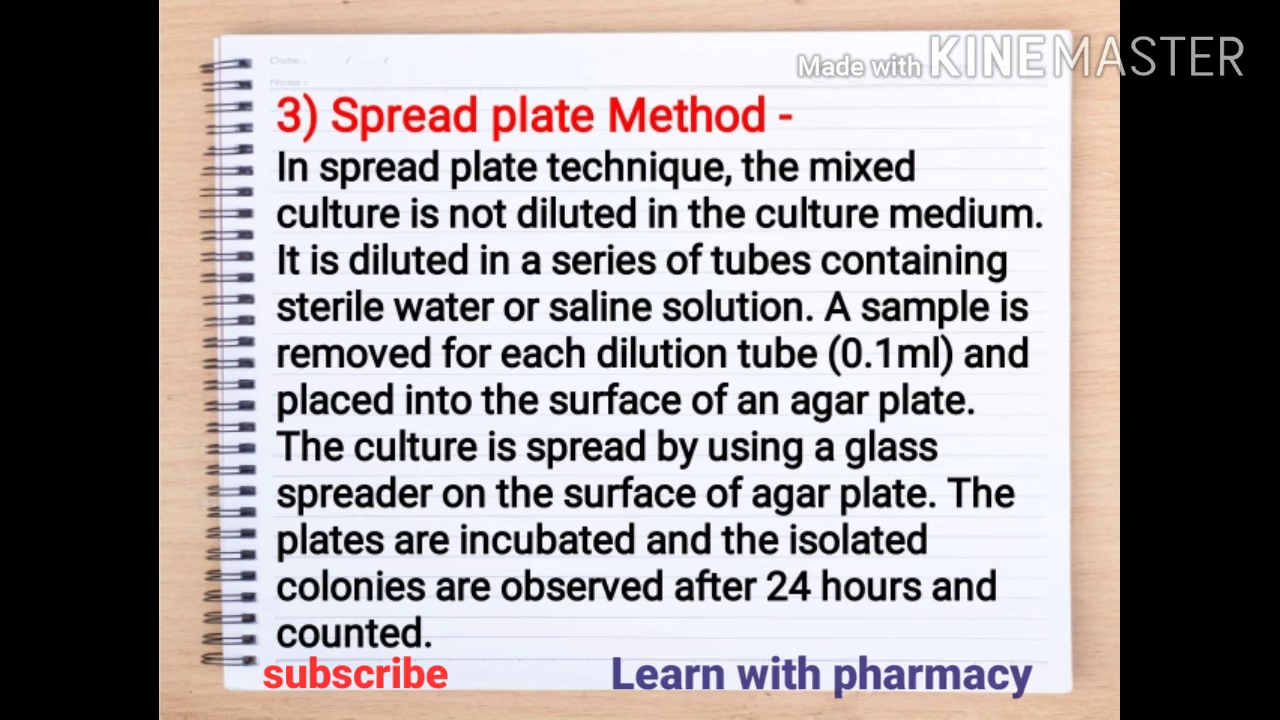 Made with KINEMASTER
Date : / /
3) Spread plate Method -
In spread plate technique, the mixed
culture is not diluted in the culture medium.
It is diluted in a series of tubes containing
sterile water or saline solution. A sample is
removed for each dilution tube (0.1ml) and
placed into the surface of an agar plate.
The culture is spread by using a glass
spreader on the surface of agar plate. The
plates are incubated and the isolated
colonies are observed after 24 hours and
counted.
subscribe Learn with pharmacy